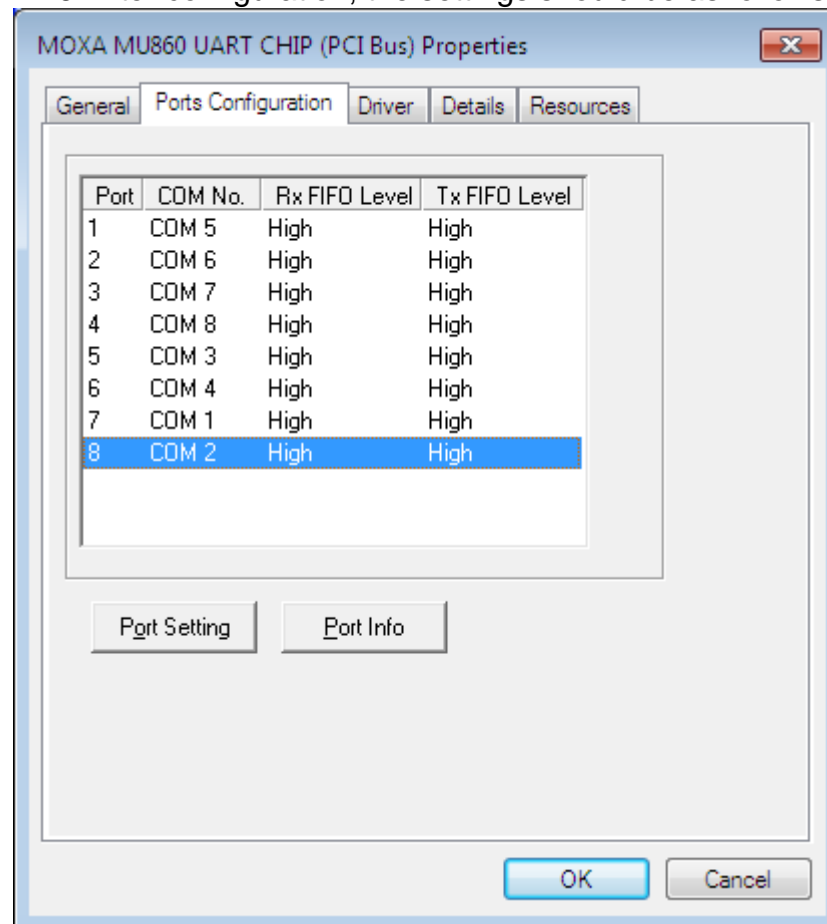 MOXA MU860 UART CHIP (PCI Bus) Properties
General Ports Configuration Driver Details Resources
Port COM No. Rx FIFO Level Tx FIFO Level
1 COM 5 High High
2 COM 6 High High
3 COM 7 High High
4 COM 8 High High
5 COM 3 High High
6 COM 4 High High
7 COM 1 High High
8 COM 2 High High
Port Setting Port Info
OK Cancel